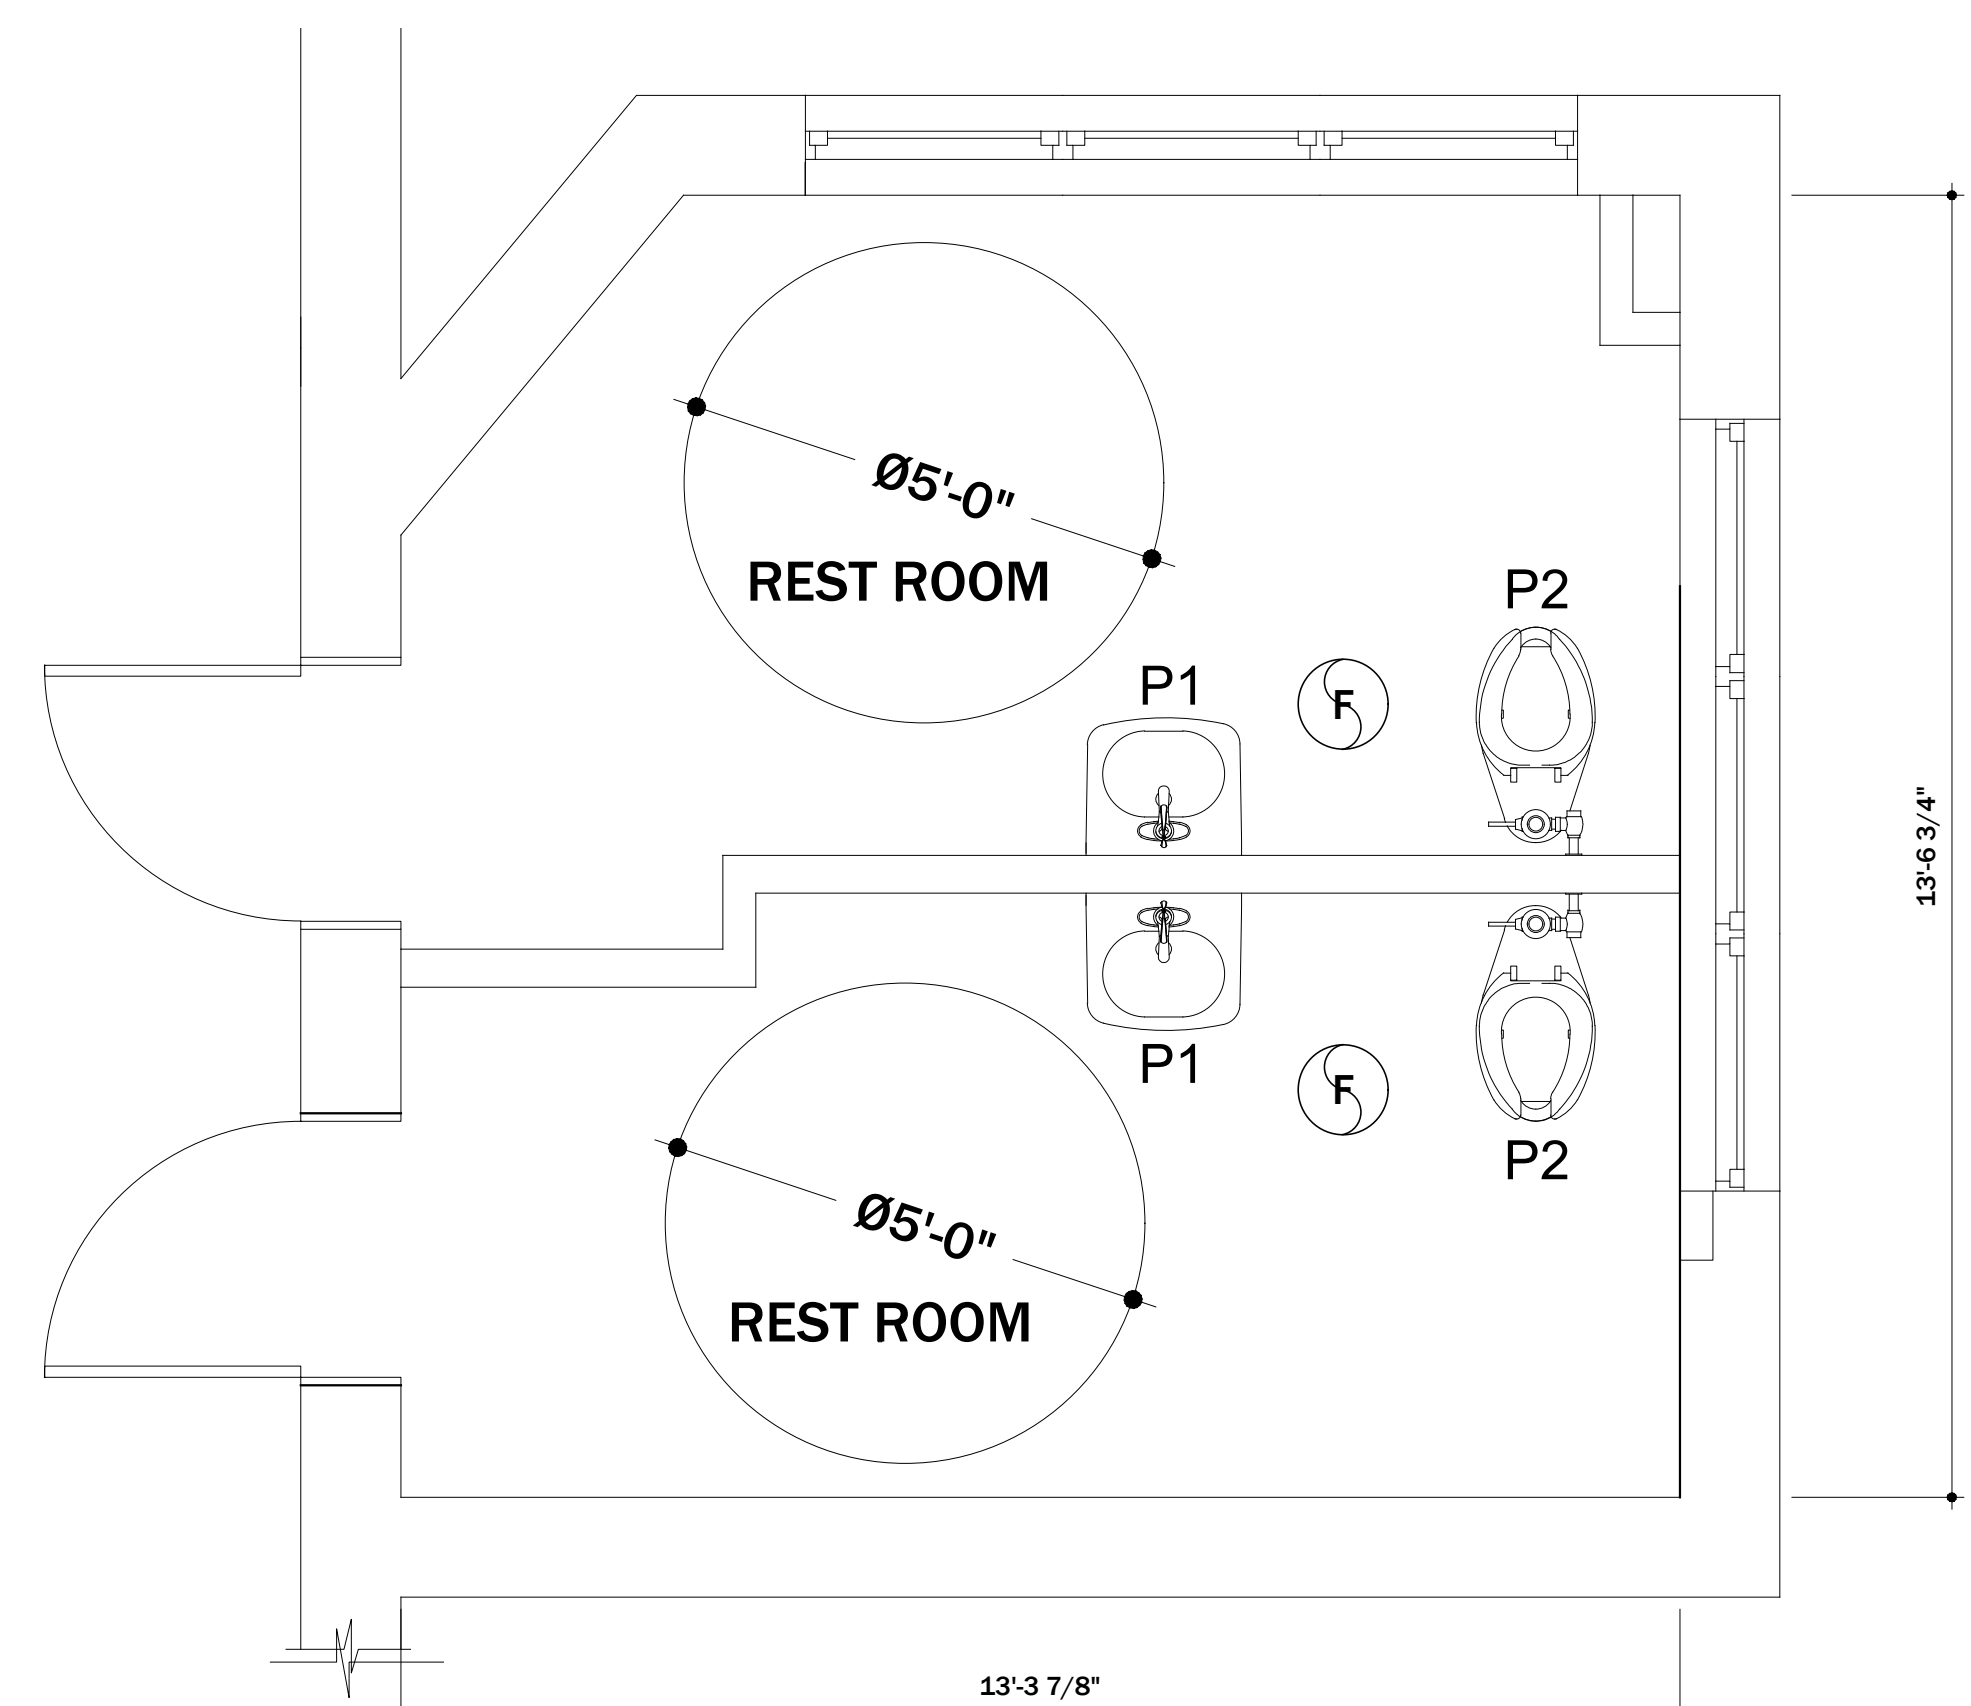 Ø5'-0"
REST ROOM
P2
P1
F
13'-6 3/4"
P1
F
P2
Ø5'-0"
REST ROOM
13'-3 7/8"